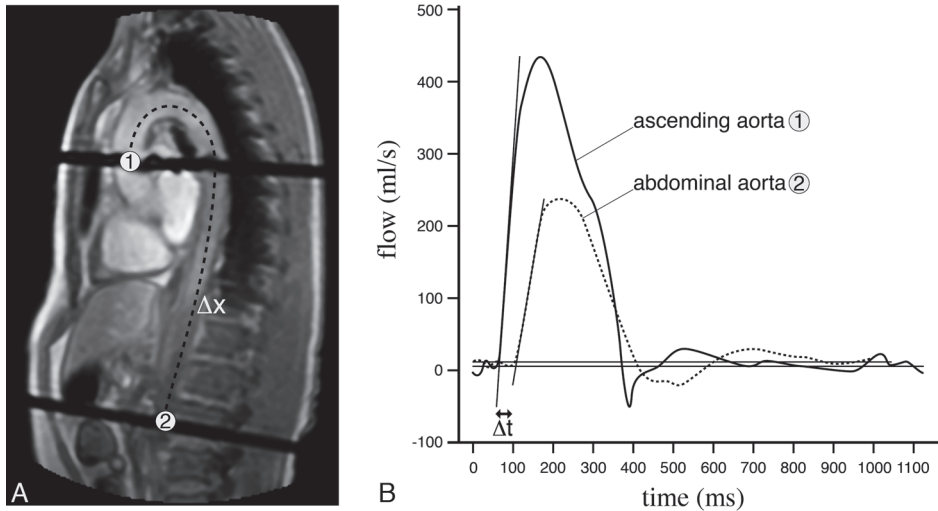 1
Δx
2
A
500
400
300
200
100
0
-100
flow (ml/s)
ascending aorta 1
abdominal aorta 2
Δt
0 100 200 300 400 500 600 700 800 900 1000 1100
time (ms)
B